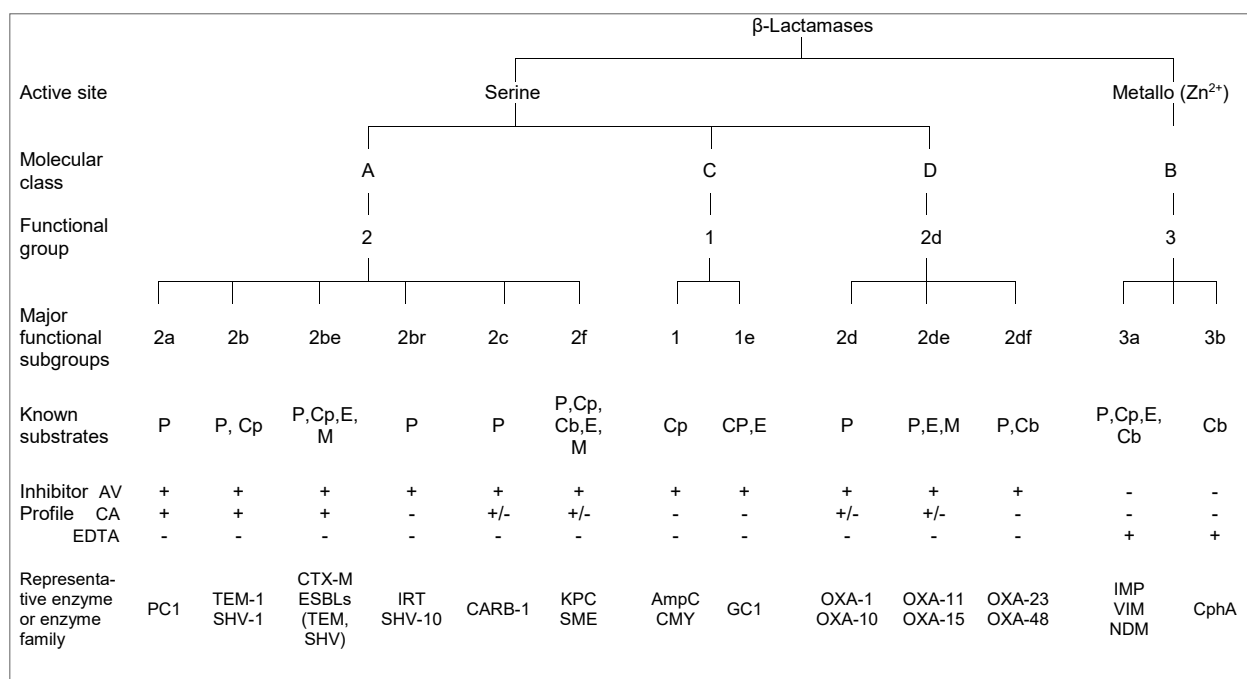 β-Lactamases
Active site Serine Metallo (Zn²⁺)
Molecular
class A C D B
Functional
group 2 1 2d 3
Major
functional
subgroups 2a 2b 2be 2br 2c 2f 1 1e 2d 2de 2df 3a 3b
Known
substrates P P, Cp P,Cp,E,
M P P P,Cp,
Cb,E,
M Cp CP,E P P,E,M P,Cb P,Cp,E,
Cb Cb
Inhibitor AV + + + + + + + + + + + - -
Profile CA + + + - +/- +/- - - +/- +/- - - -
EDTA - - - - - - - - - - - + +
Representa-
tive enzyme
or enzyme
family PC1 TEM-1
SHV-1 CTX-M
ESBLs
(TEM,
SHV) IRT
SHV-10 CARB-1 KPC
SME AmpC
CMY GC1 OXA-1
OXA-10 OXA-11
OXA-15 OXA-23
OXA-48 IMP
VIM
NDM CphA